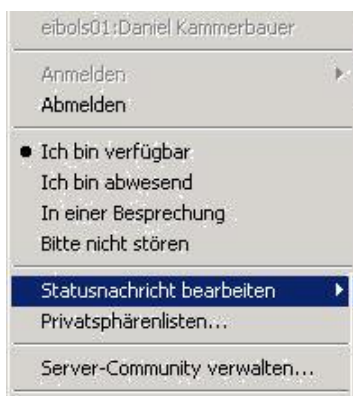 eibols01:Daniel Kammerbauer
Anmelden
Abmelden
Ich bin verfügbar
Ich bin abwesend
In einer Besprechung
Bitte nicht stören
Statusnachricht bearbeiten
Privatsphärenlisten...
Server-Community verwalten...